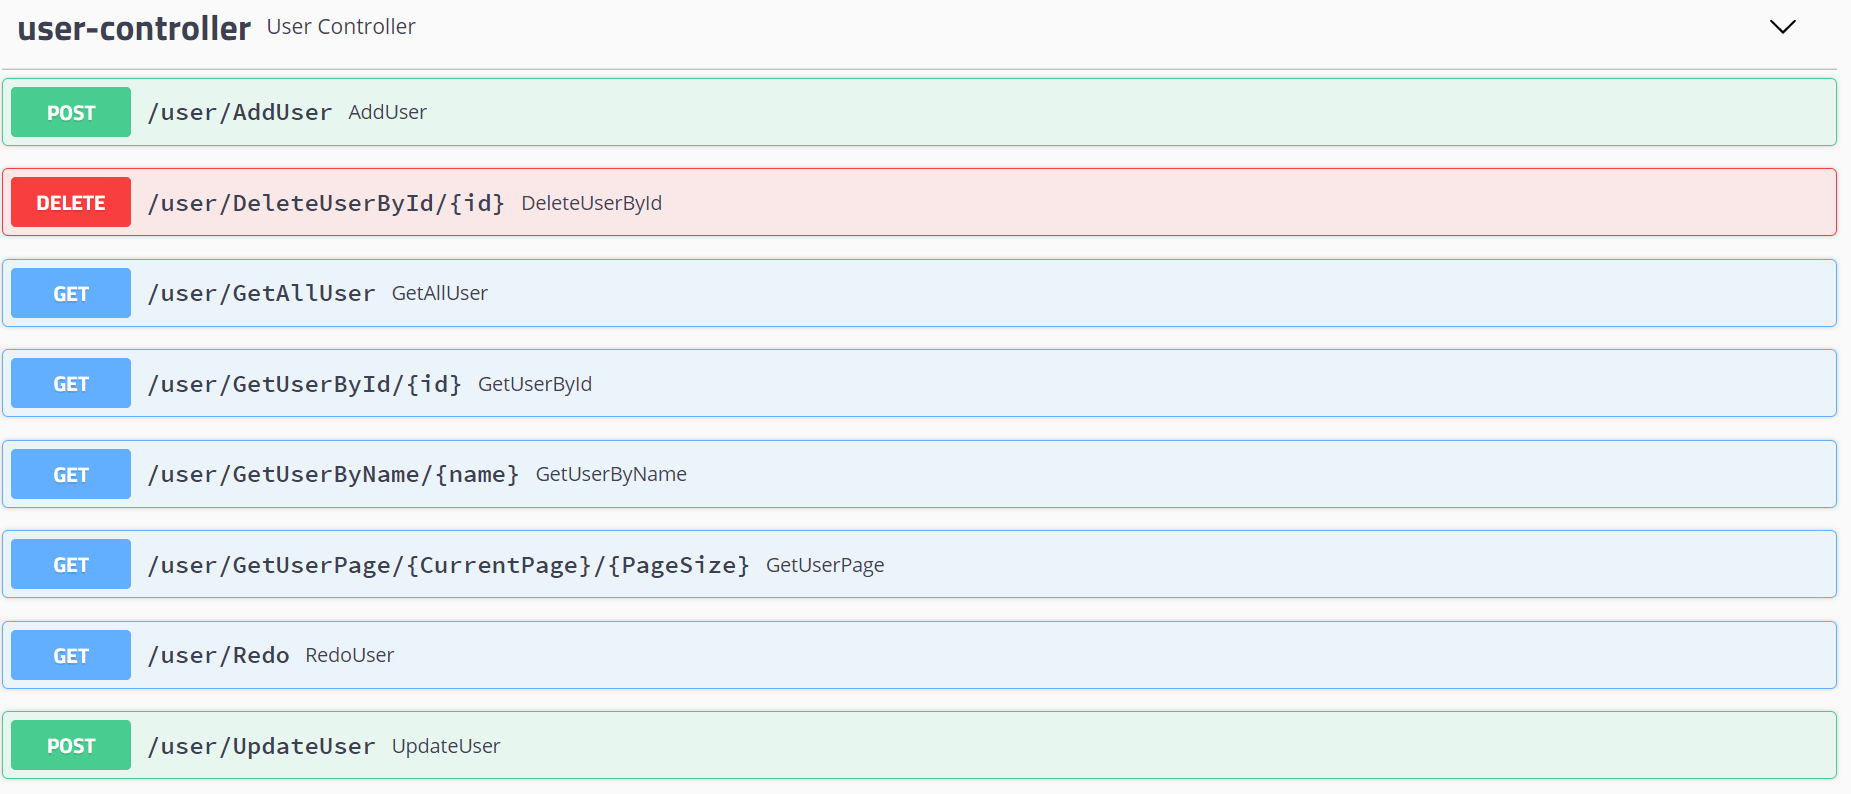 user-controller User Controller
POST /user/AddUser AddUser
DELETE /user/DeleteUserById/{id} DeleteUserById
GET /user/GetAllUser GetAllUser
GET /user/GetUserById/{id} GetUserById
GET /user/GetUserByName/{name} GetUserByName
GET /user/GetUserPage/{CurrentPage}/{PageSize} GetUserPage
GET /user/Redo RedoUser
POST /user/UpdateUser UpdateUser